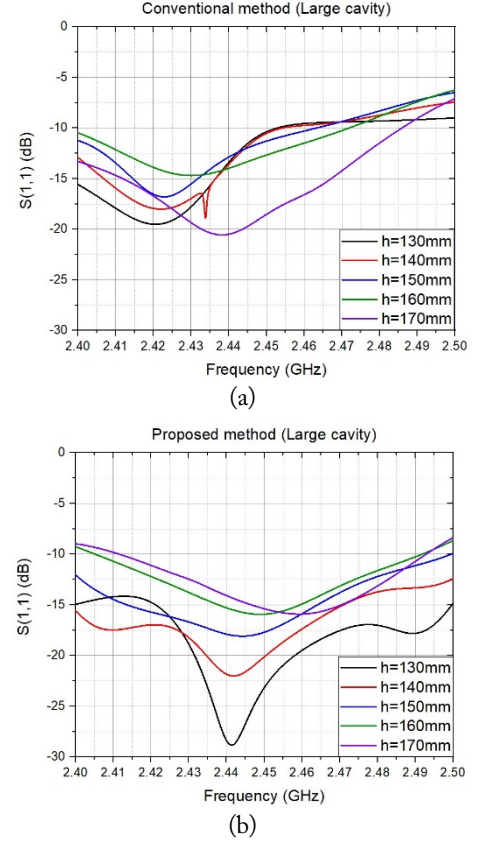 Conventional method (Large cavity)
0
-5
-10
-15
-20
-25
-30
S(1,1) (dB)
h=130mm
h=140mm
h=150mm
h=160mm
h=170mm
2.40 2.41 2.42 2.43 2.44 2.45 2.46 2.47 2.48 2.49 2.50
Frequency (GHz)
(a)
Proposed method (Large cavity)
0
-5
-10
-15
-20
-25
-30
S(1,1) (dB)
h=130mm
h=140mm
h=150mm
h=160mm
h=170mm
2.40 2.41 2.42 2.43 2.44 2.45 2.46 2.47 2.48 2.49 2.50
Frequency (GHz)
(b)